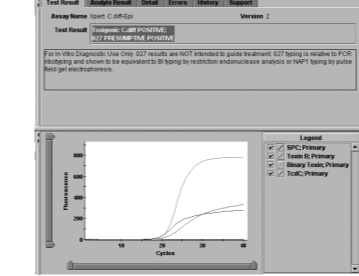 Test Result Analyte Result Detail Errors History Support
Assay Name Xpert C.diff-Epi Version 2
Test Result Toxigenic C.diff POSITIVE;
027 PRESUMPTIVE POSITIVE
For In Vitro Diagnostic Use Only. 027 results are NOT intended to guide treatment. 027 typing is relative to PCR
ribotyping and shown to be equivalent to BI typing by restriction endonuclease analysis or NAP1 typing by pulse
field gel electrophoresis.
Legend
SPC; Primary
Toxin B; Primary
Binary Toxin; Primary
TcdC; Primary
Fluorescence
800
600
400
200
0
10 20 30 40
Cycles